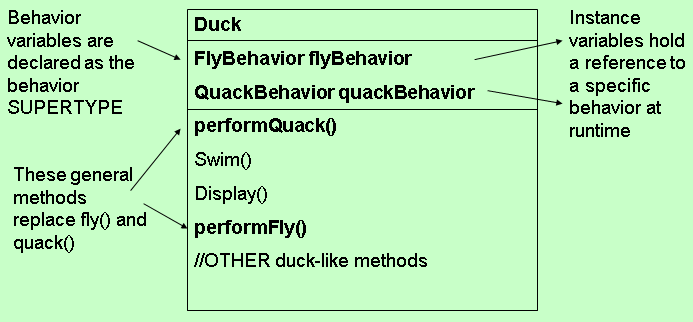 Behavior
variables are
declared as the
behavior
SUPERTYPE
These general
methods
replace fly() and
quack()
Duck
FlyBehavior flyBehavior
QuackBehavior quackBehavior
performQuack()
Swim()
Display()
performFly()
//OTHER duck-like methods
Instance
variables hold
a reference to
a specific
behavior at
runtime